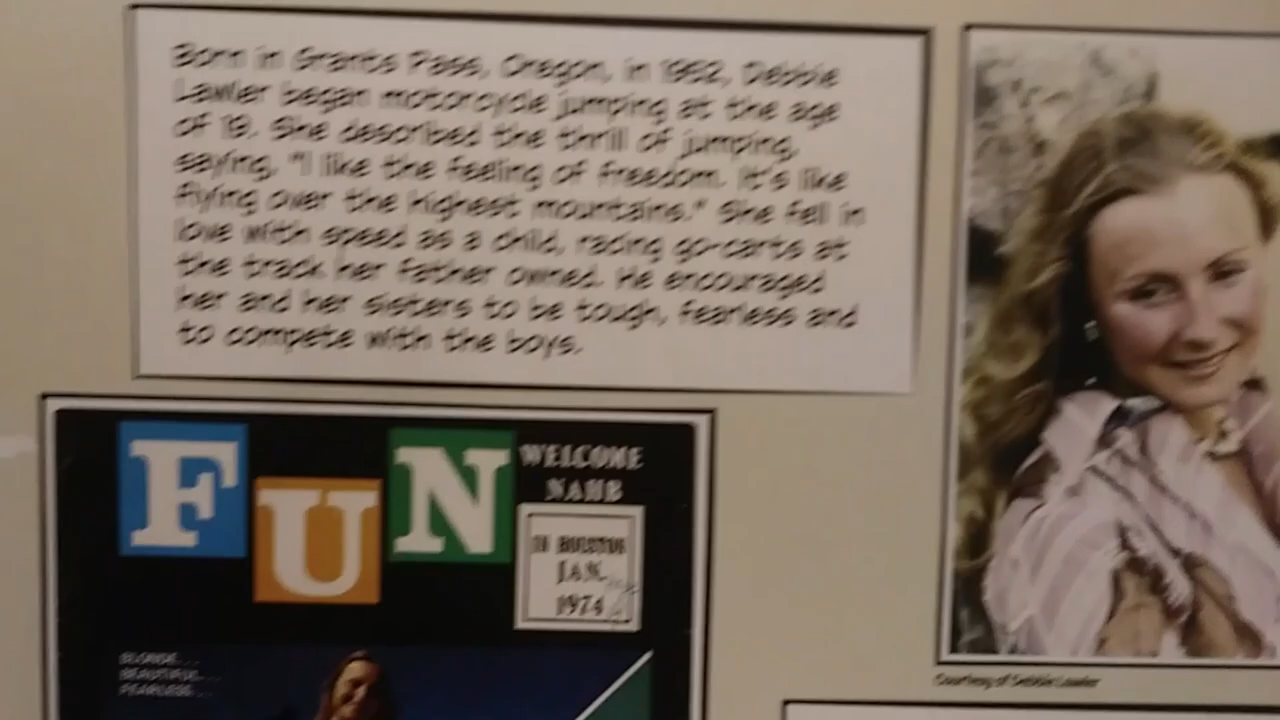 Born in Grants Pass, Oregon, in 1952, Debbie
Lawler began motorcycle jumping at the age
of 19. She described the thrill of jumping,
saying, "I like the feeling of freedom. It's like
flying over the highest mountains." She fell in
love with speed as a child, racing go-carts at
the track her father owned. He encouraged
her and her sisters to be tough, fearless and
to compete with the boys.
FUN
WELCOME
NAHB
IN HOUSTON
JAN.
1974
BLONDE...
BEAUTIFUL...
FEARLESS...
Courtesy of Debbie Lawler